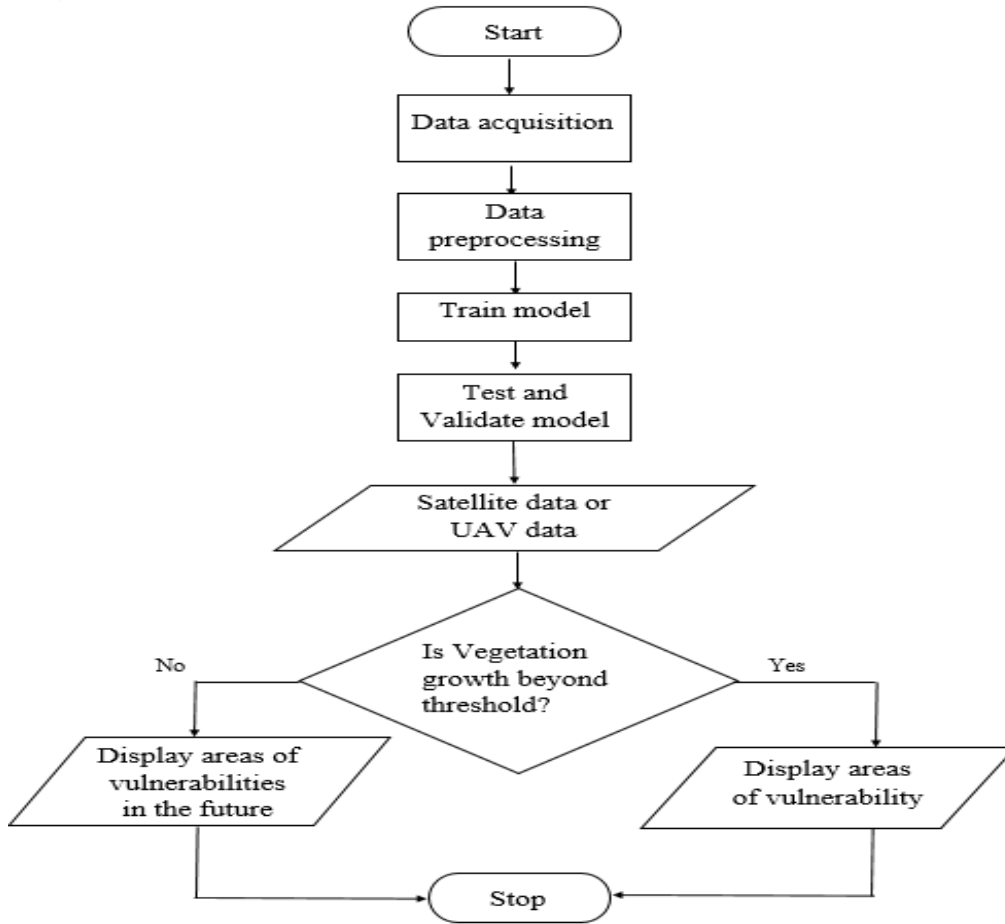 Start
Data acquisition
Data
preprocessing
Train model
Test and
Validate model
Satellite data or
UAV data
Is Vegetation
growth beyond
threshold?
No
Yes
Display areas of
vulnerabilities
in the future
Display areas
of vulnerability
Stop